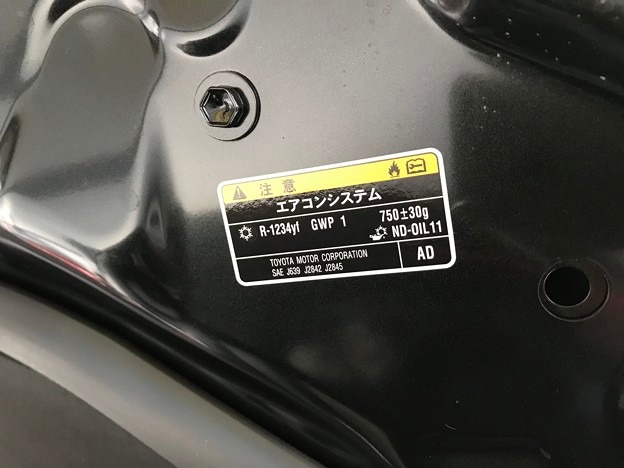 注意
エアコンシステム
R-1234yf GWP 1 750±30g
ND-OIL11
TOYOTA MOTOR CORPORATION
SAE J639 J2842 J2845
AD